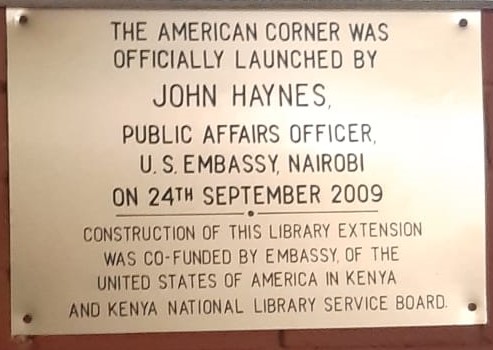 THE AMERICAN CORNER WAS
OFFICIALLY LAUNCHED BY
JOHN HAYNES,
PUBLIC AFFAIRS OFFICER,
U.S. EMBASSY, NAIROBI
ON 24TH SEPTEMBER 2009
CONSTRUCTION OF THIS LIBRARY EXTENSION
WAS CO-FUNDED BY EMBASSY, OF THE
UNITED STATES OF AMERICA IN KENYA
AND KENYA NATIONAL LIBRARY SERVICE BOARD.